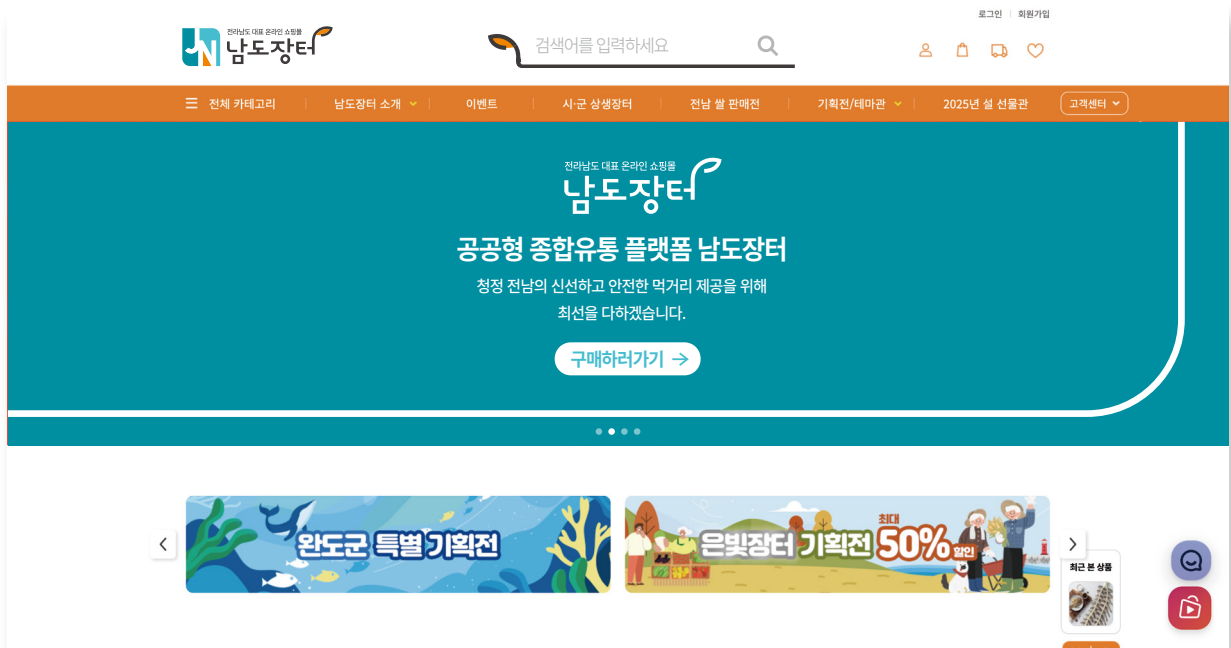 로그인 회원가입
전라남도 대표 온라인 쇼핑몰
JN 남도장터
검색어를 입력하세요
전체 카테고리 남도장터 소개 이벤트 시·군 상생장터 전남 쌀 판매전 기획전/테마관 2025년 설 선물관 고객센터
전라남도 대표 온라인 쇼핑몰
남도장터
공공형 종합유통 플랫폼 남도장터
청정 전남의 신선하고 안전한 먹거리 제공을 위해
최선을 다하겠습니다.
구매하러가기 →
완도군 특별 기획전
은빛장터 기획전 최대 50% 할인
최근 본 상품